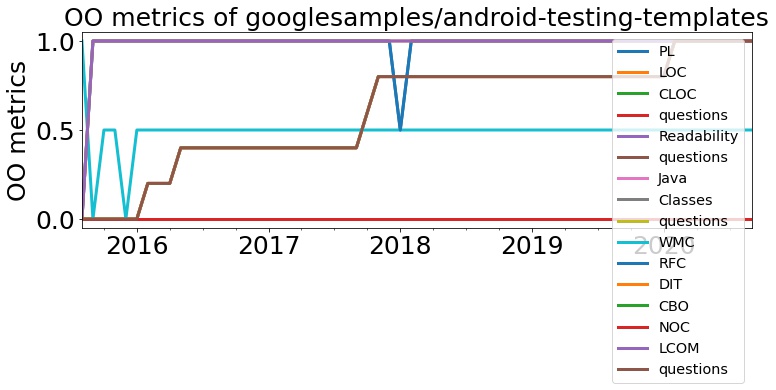 OO metrics of googlesamples/android-testing-templates
OO metrics
1.0
0.5
0.0
2016
2017
2018
2019
2020
PL
LOC
CLOC
questions
Readability
questions
Java
Classes
questions
WMC
RFC
DIT
CBO
NOC
LCOM
questions